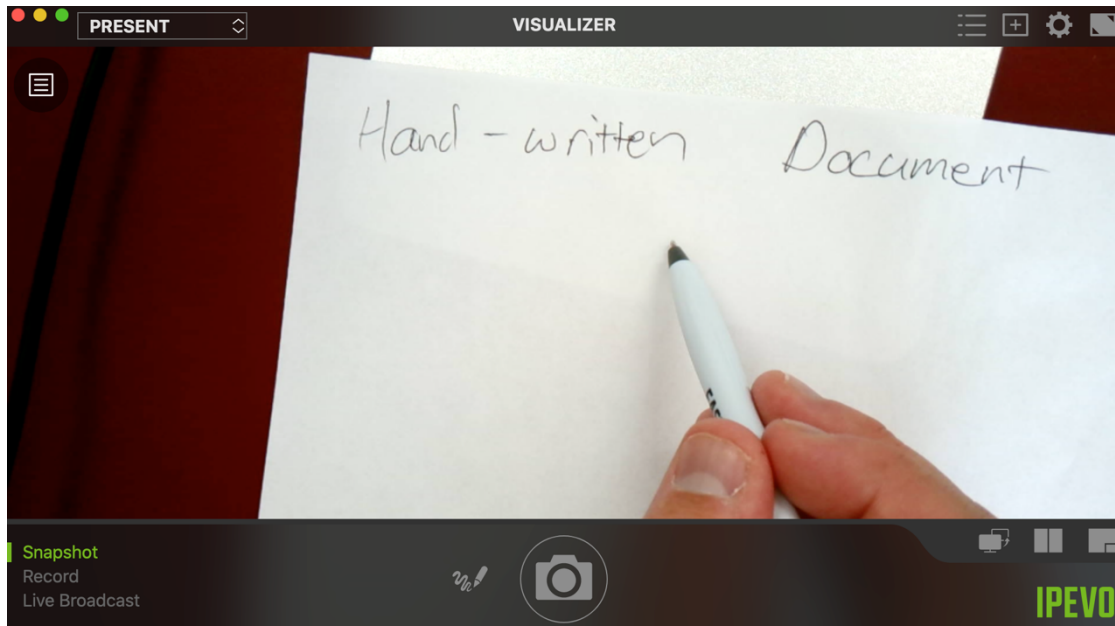 PRESENT
VISUALIZER
Hand-written Document
Snapshot
Record
Live Broadcast
IPEVO